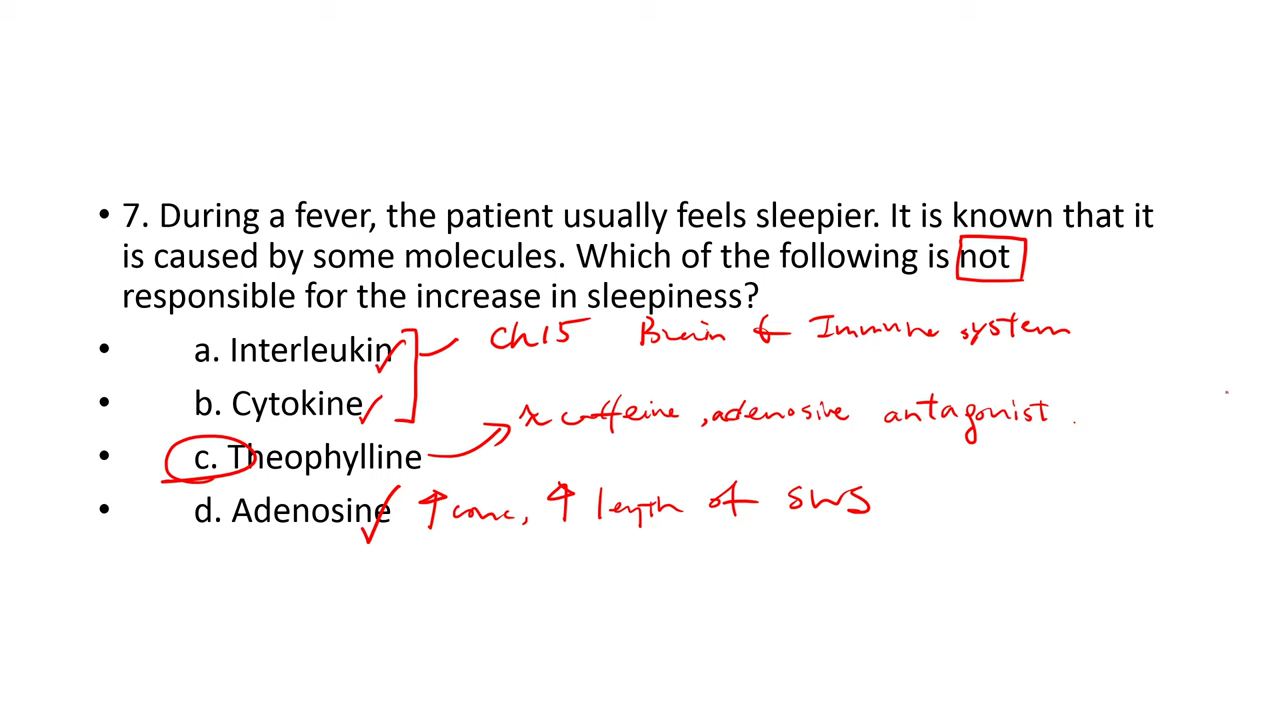 • 7. During a fever, the patient usually feels sleepier. It is known that it
is caused by some molecules. Which of the following is not
responsible for the increase in sleepiness?
• a. Interleukin Ch15 Brain & Immune system
• b. Cytokine
caffeine, adenosine antagonist
• c. Theophylline
• d. Adenosine ↑ conc, ↑ length of SWS